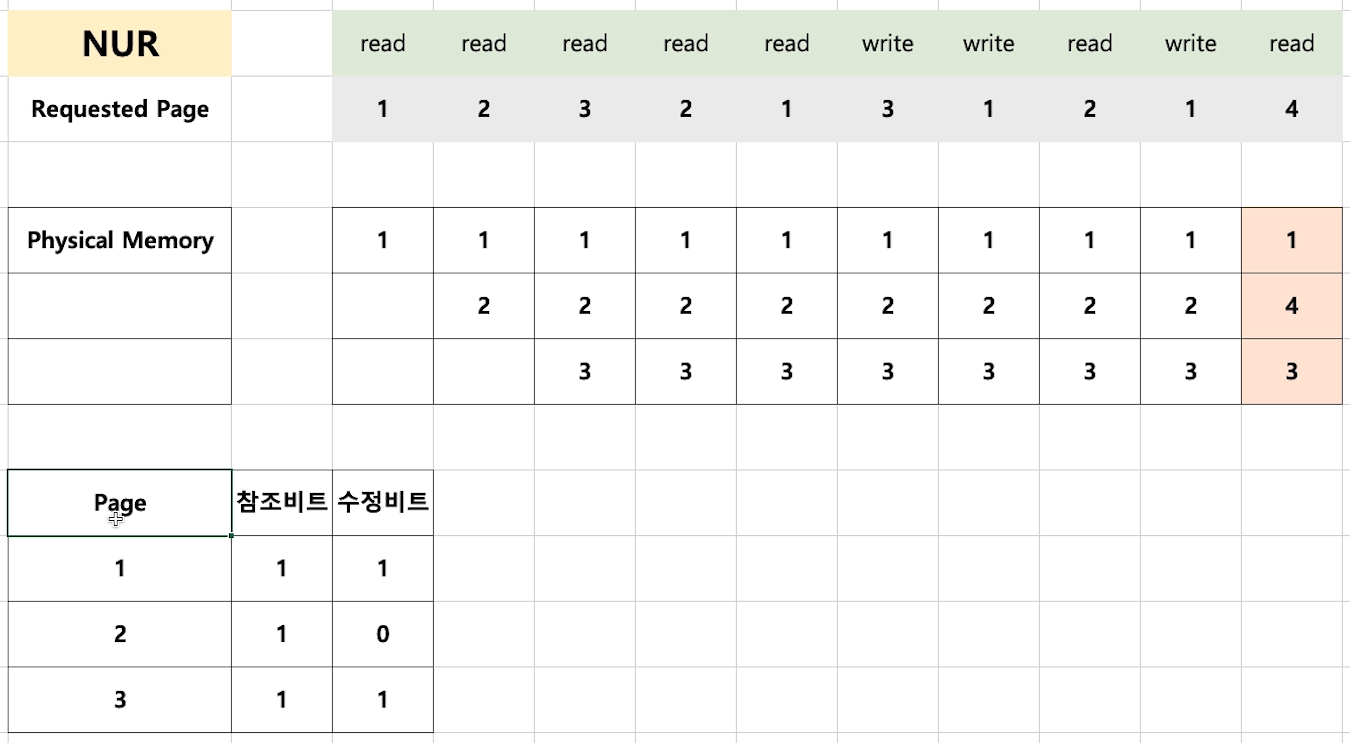 NUR read read read read read write write read write read
Requested Page 1 2 3 2 1 3 1 2 1 4
Physical Memory 1 1 1 1 1 1 1 1 1 1
2 2 2 2 2 2 2 2 4
3 3 3 3 3 3 3 3
Page 참조비트 수정비트
1 1 1
2 1 0
3 1 1